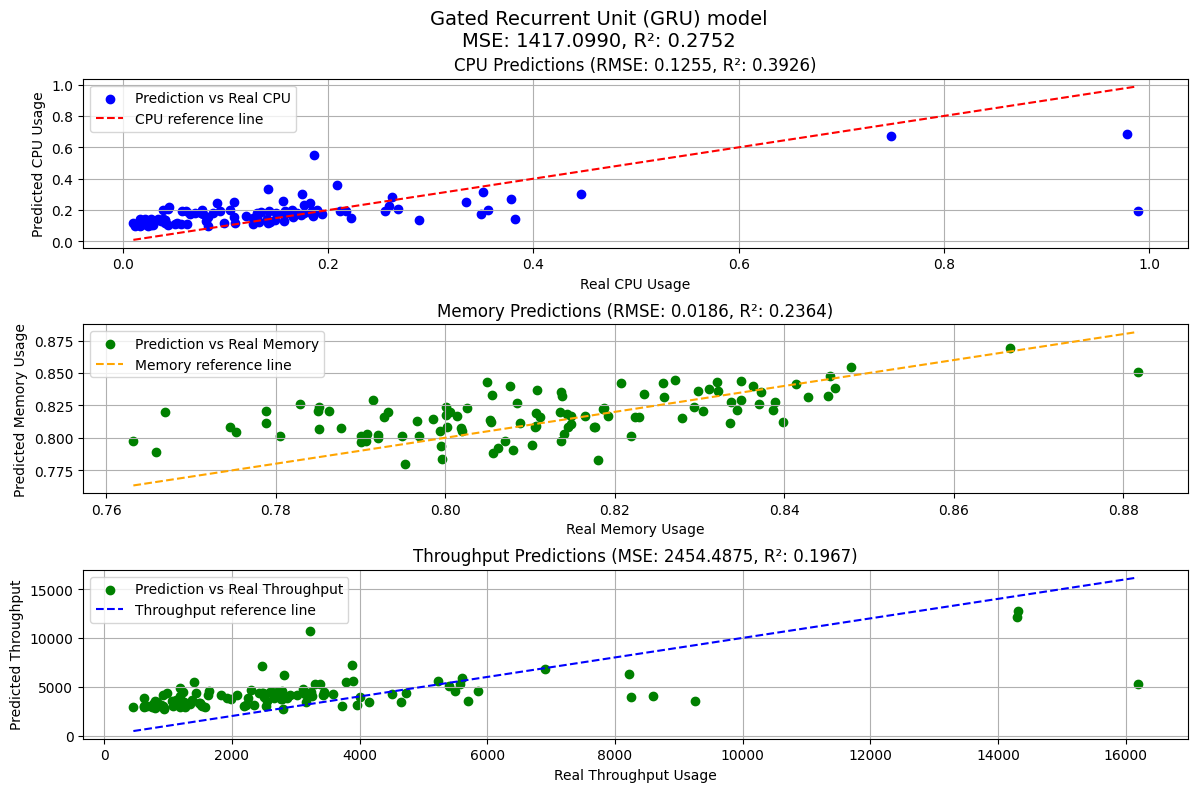 Gated Recurrent Unit (GRU) model
MSE: 1417.0990, R²: 0.2752
CPU Predictions (RMSE: 0.1255, R²: 0.3926)
Predicted CPU Usage
1.0
0.8
0.6
0.4
0.2
0.0
Prediction vs Real CPU
CPU reference line
0.0 0.2 0.4 0.6 0.8 1.0
Real CPU Usage
Memory Predictions (RMSE: 0.0186, R²: 0.2364)
Predicted Memory Usage
0.875
0.850
0.825
0.800
0.775
Prediction vs Real Memory
Memory reference line
0.76 0.78 0.80 0.82 0.84 0.86 0.88
Real Memory Usage
Throughput Predictions (MSE: 2454.4875, R²: 0.1967)
Predicted Throughput
15000
10000
5000
0
Prediction vs Real Throughput
Throughput reference line
0 2000 4000 6000 8000 10000 12000 14000 16000
Real Throughput Usage